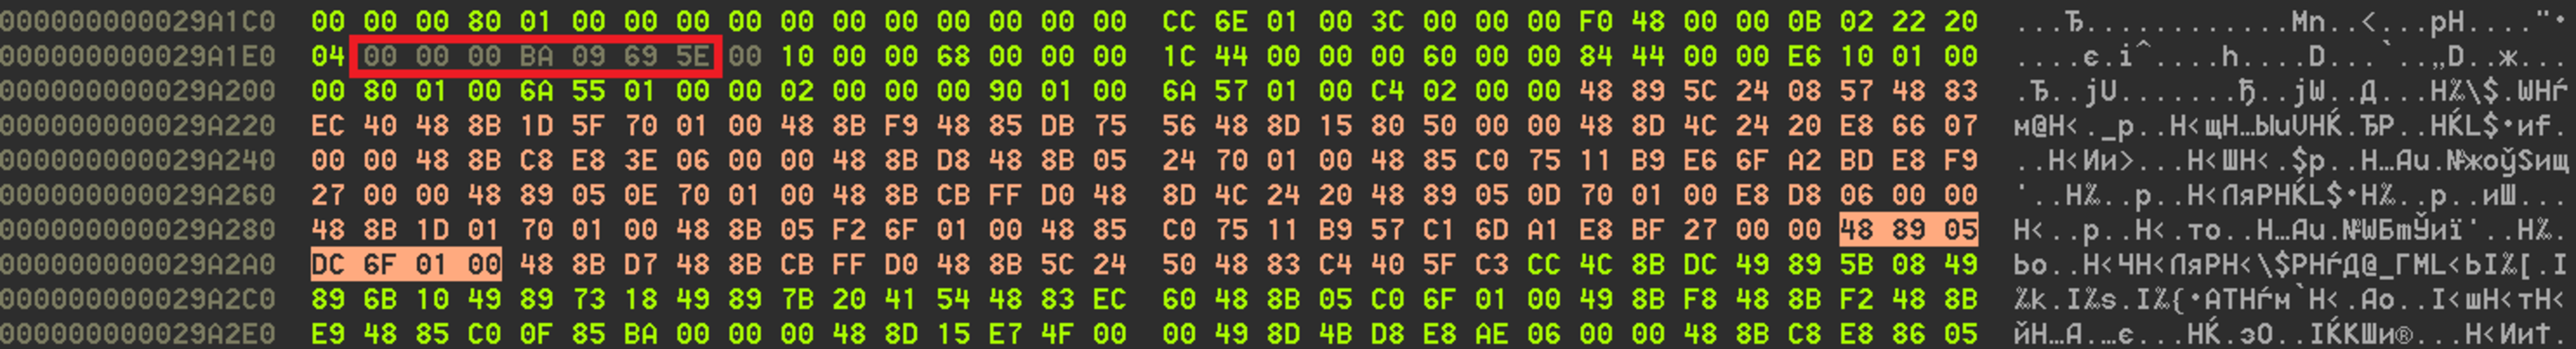 000000000029A1C0 00 00 00 80 01 00 00 00 00 00 00 00 00 00 00 00 CC 6E 01 00 3C 00 00 00 F0 48 00 00 0B 02 22 20 ...Ђ............Мn..<...рH...."•
000000000029A1E0 04 00 00 00 BA 09 69 5E 00 10 00 00 68 00 00 00 1C 44 00 00 00 60 00 00 84 44 00 00 E6 10 01 00 ....є.i^....h....D...`..„D..ж...
000000000029A200 00 80 01 00 6A 55 01 00 00 02 00 00 00 90 01 00 6A 57 01 00 C4 02 00 00 48 89 5C 24 08 57 48 83 .Ђ..jU.......ђ..jW..Д...H‰\$.WHѓ
000000000029A220 EC 40 48 8B 1D 5F 70 01 00 48 8B F9 48 85 DB 75 56 48 8D 15 80 50 00 00 48 8D 4C 24 20 E8 66 07 м@H<._p..H<щH…ЫuVHЌ.ЂP..HЌL$•иf.
000000000029A240 00 00 48 8B C8 E8 3E 06 00 00 48 8B D8 48 8B 05 24 70 01 00 48 85 C0 75 11 B9 E6 6F A2 BD E8 F9 ..H<Ии>...H<ШH<.$p..H…Аu.№жоўЅищ
000000000029A260 27 00 00 48 89 05 0E 70 01 00 48 8B CB FF D0 48 8D 4C 24 20 48 89 05 0D 70 01 00 E8 D8 06 00 00 '..H‰..p..H<ЛяРHЌL$•H‰..p..иШ...
000000000029A280 48 8B 1D 01 70 01 00 48 8B 05 F2 6F 01 00 48 85 C0 75 11 B9 57 C1 6D A1 E8 BF 27 00 00 48 89 05 H<..p..H<.тo..H…Аu.№WБmЎиї'..H‰.
000000000029A2A0 DC 6F 01 00 48 8B D7 48 8B CB FF D0 48 8B 5C 24 50 48 83 C4 40 5F C3 CC 4C 8B DC 49 89 5B 08 49 Ьo..H<ЧH<ЛяРH<\$PHѓД@_ГМL<ЬI‰[.I
000000000029A2C0 89 6B 10 49 89 73 18 49 89 7B 20 41 54 48 83 EC 60 48 8B 05 C0 6F 01 00 49 8B F8 48 8B F2 48 8B ‰k.I‰s.I‰{•ATHѓм`H<.Аo..I<шH<тH<
000000000029A2E0 E9 48 85 C0 0F 85 BA 00 00 00 48 8D 15 E7 4F 00 00 49 8D 4B D8 E8 AE 06 00 00 48 8B C8 E8 86 05 йH…А.…є...HЌ.зO..IЌKШи®...H<Ии†.